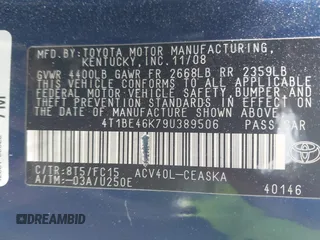 MFD. BY TOYOTA MOTOR MANUFACTURING,
KENTUCKY, INC. 11/08
GVWR 4400LB GAWR FR 2668LB RR 2359LB
THIS VEHICLE CONFORMS TO ALL APPLICABLE
FEDERAL MOTOR VEHICLE SAFETY, BUMPER, AND
THEFT PREVENTION STANDARDS IN EFFECT ON
THE DATE OF MANUFACTURE SHOWN ABOVE.
4T1BE46K79U389506 PASS. CAR
C/TR:8T5/FC15 ACV40L-CEASKA
A/TM:-03A/U250E
40146